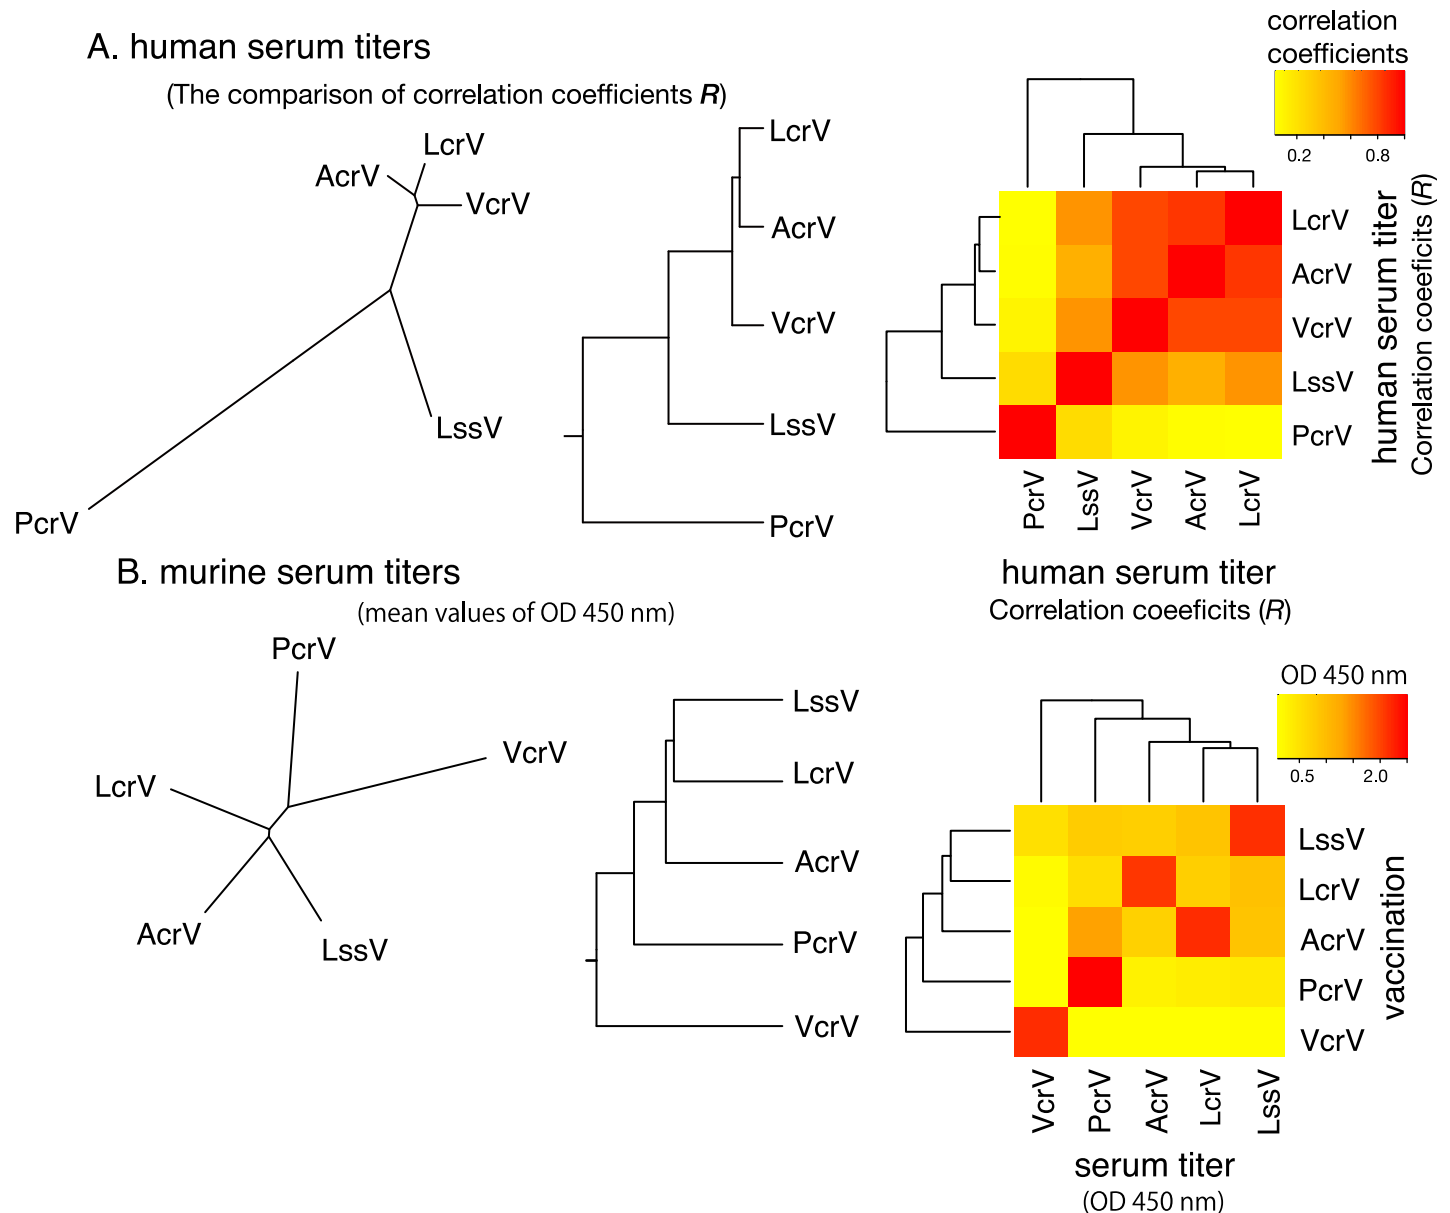 A. human serum titers
(The comparison of correlation coefficients R)
LcrV
AcrV
VcrV
LssV
PcrV
LcrV
AcrV
VcrV
LssV
PcrV
correlation
coefficients
0.2
0.8
LcrV
AcrV
VcrV
LssV
PcrV
human serum titer
Correlation coeeficits (R)
PcrV
LssV
VcrV
AcrV
LcrV
human serum titer
Correlation coeeficits (R)
B. murine serum titers
(mean values of OD 450 nm)
PcrV
VcrV
LcrV
AcrV
LssV
LssV
LcrV
AcrV
PcrV
VcrV
OD 450 nm
0.5
2.0
LssV
LcrV
AcrV
PcrV
VcrV
vaccination
VcrV
PcrV
AcrV
LcrV
LssV
serum titer
(OD 450 nm)